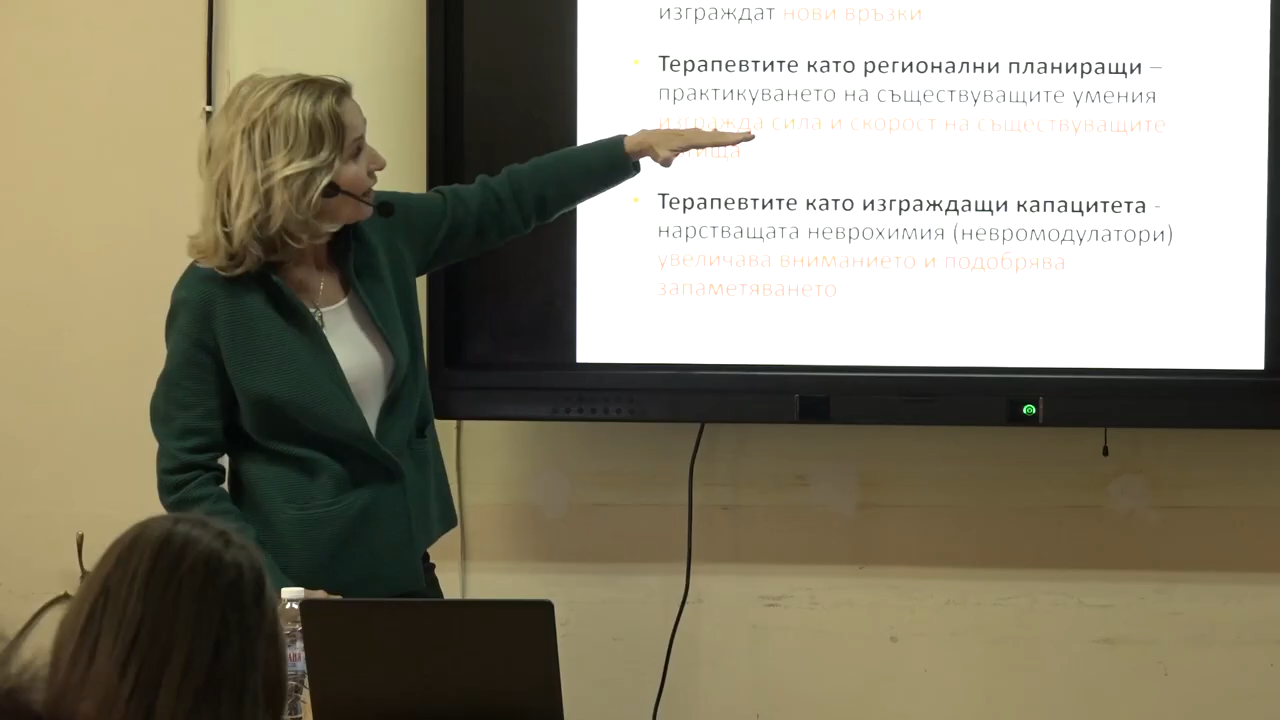 изграждат нови връзки
Терапевтите като регионални планиращи –
практикуването на съществуващите умения
изгражда сила и скорост на съществуващите
Терапевтите като изграждащи капацитета -
нарстващата неврохимия (невромодулатори)
увеличава вниманието и подобрява
запаметяването